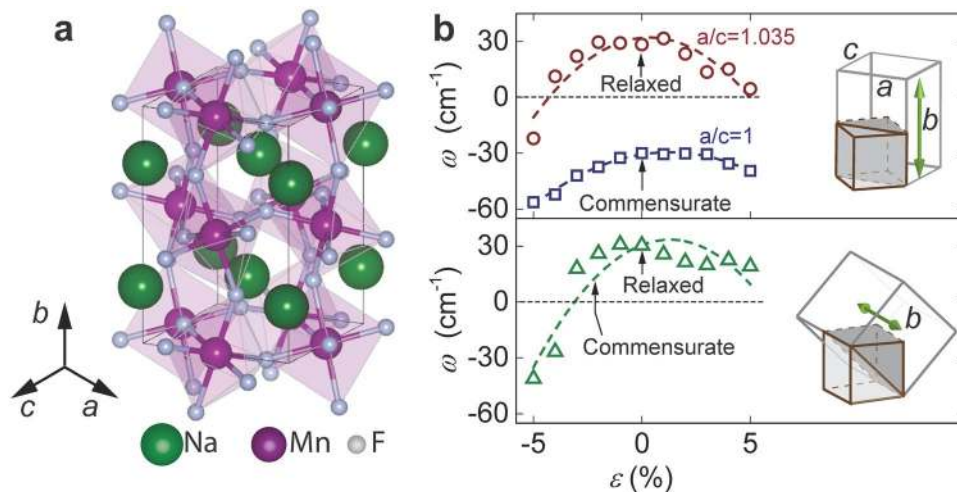 a
b
c
a
Na
Mn
F
b
ω (cm⁻¹)
30
0
-30
-60
a/c=1.035
Relaxed
a/c=1
Commensurate
c
a
b
ω (cm⁻¹)
30
0
-30
-60
Relaxed
Commensurate
b
-5
0
5
ε (%)